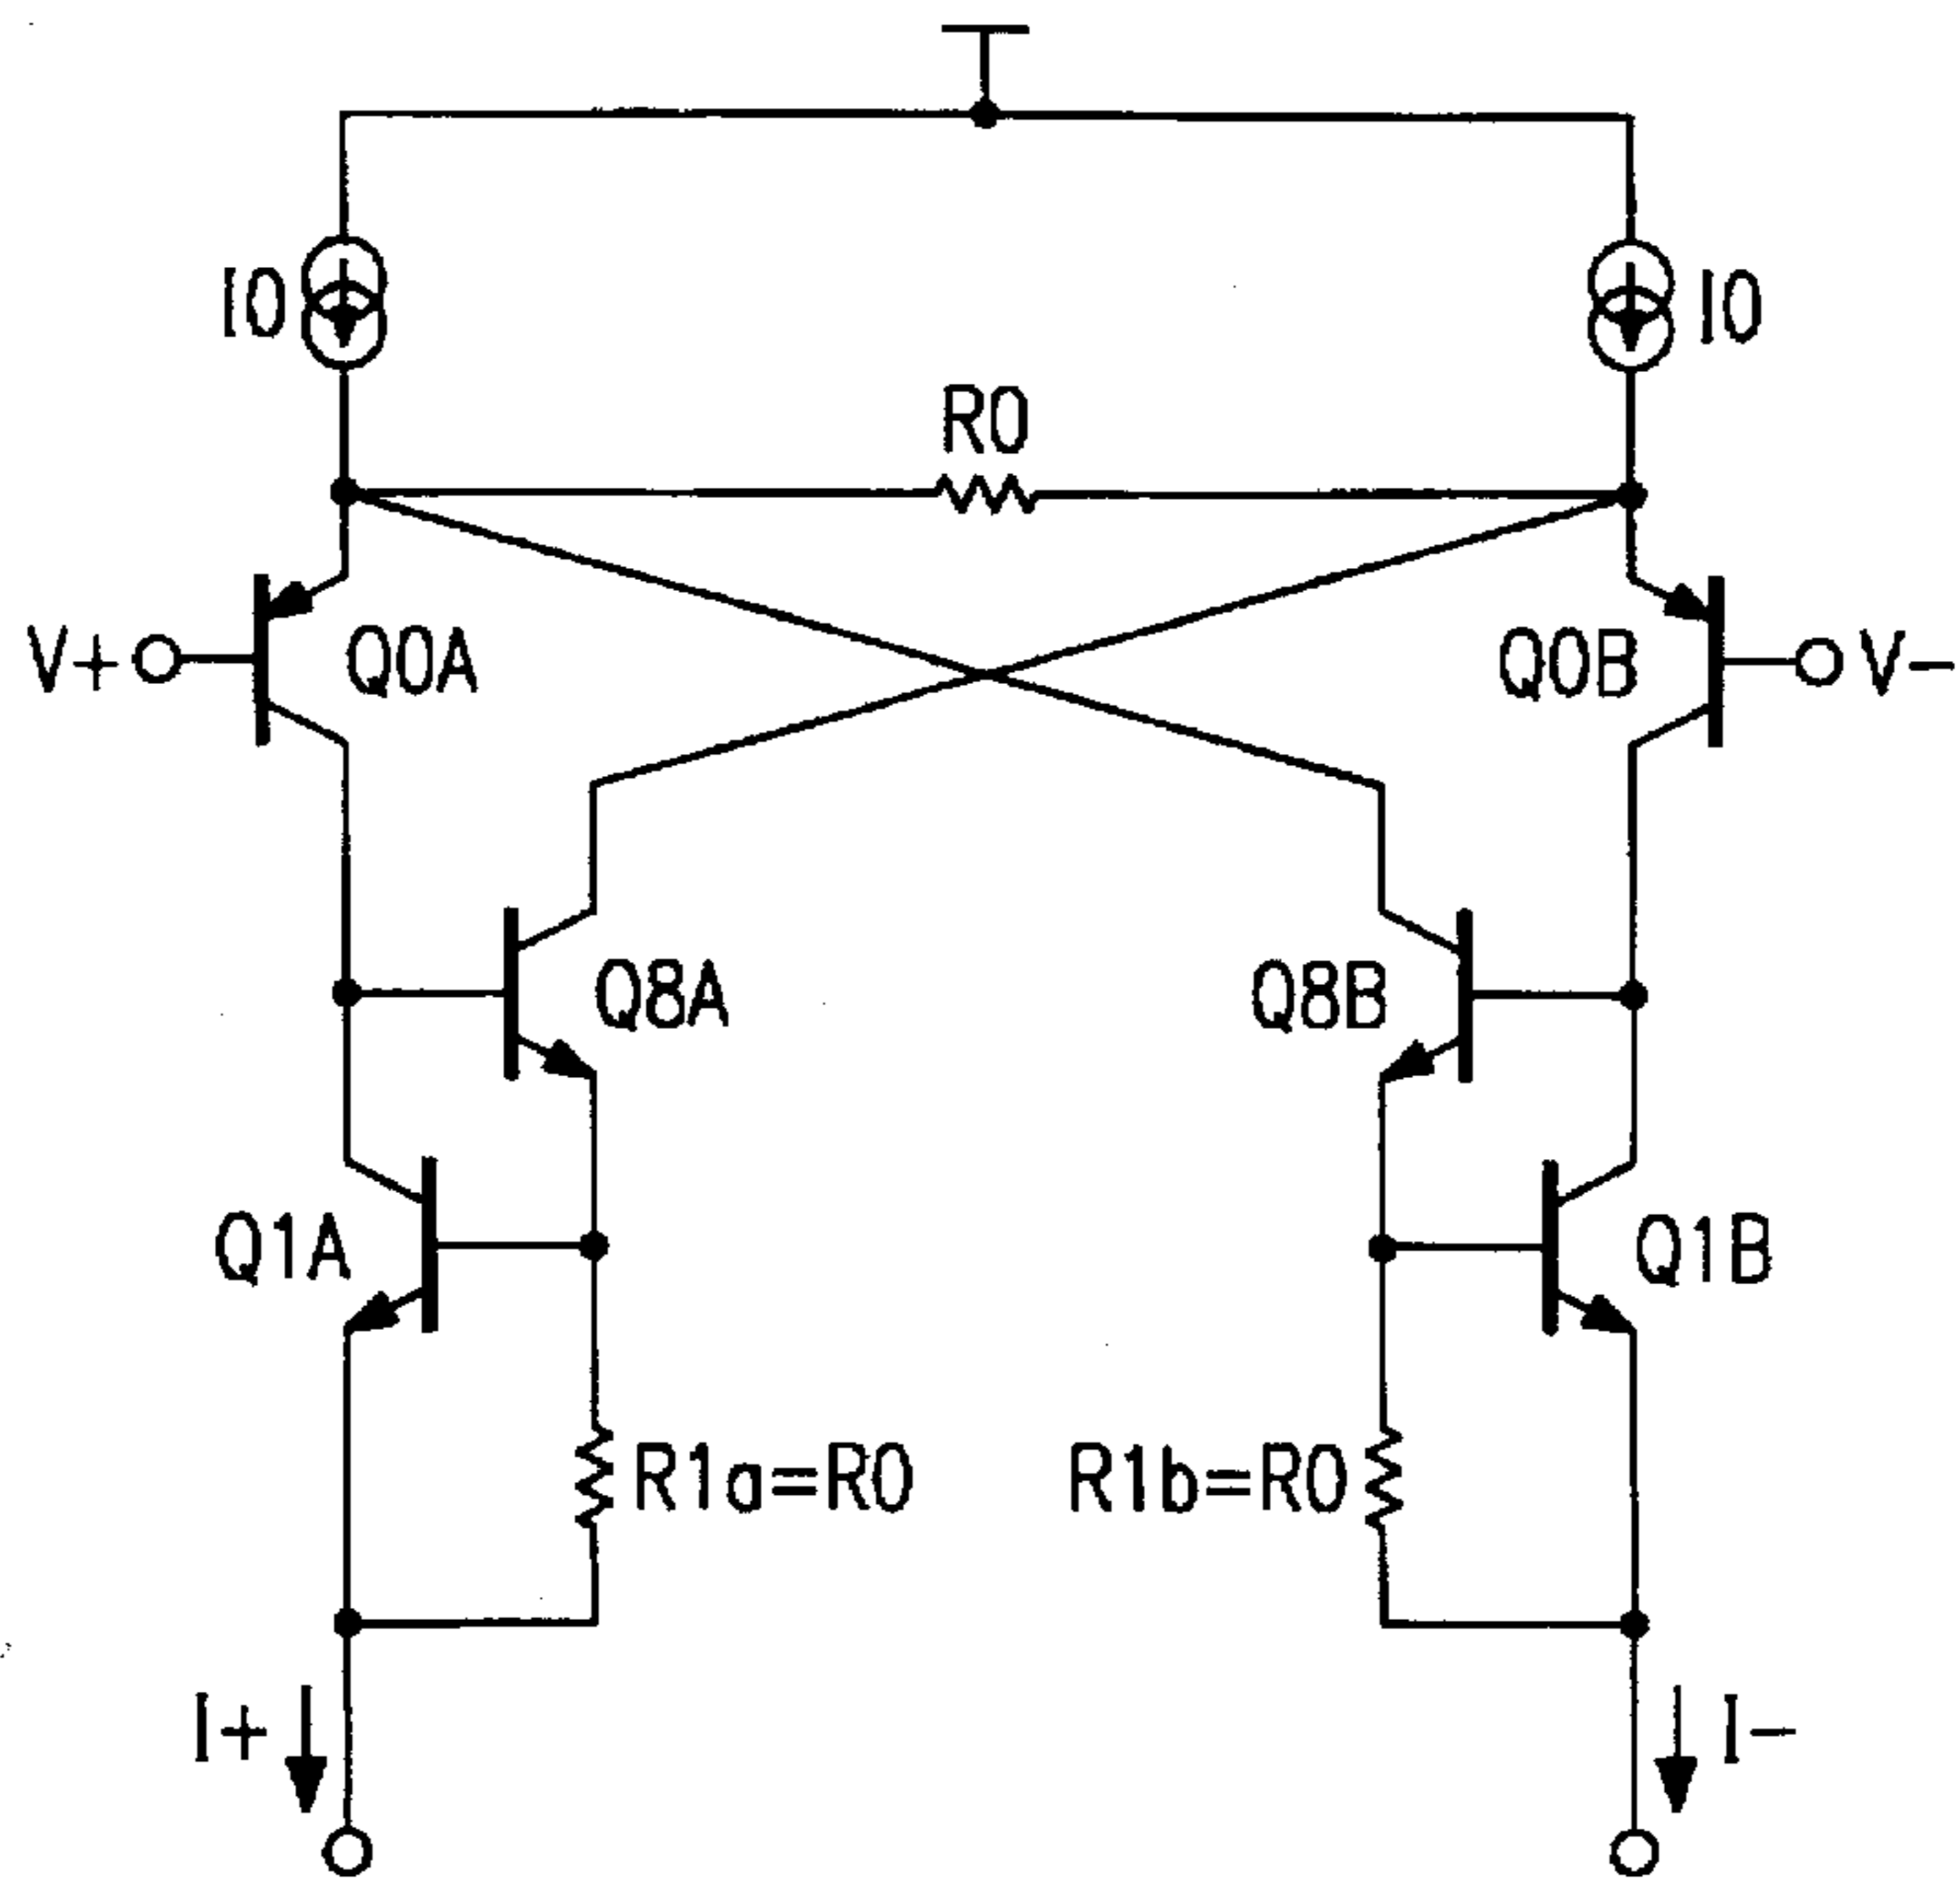 I0
I0
R0
V+
Q0A
Q0B
V-
Q8A
Q8B
Q1A
Q1B
R1a=R0
R1b=R0
I+
I-